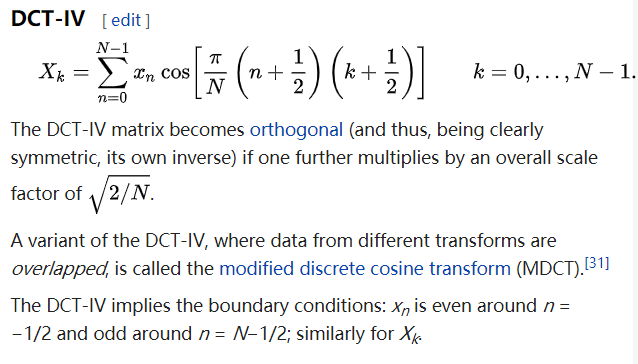 DCT-IV [ edit ]
X_k = \sum_{n=0}^{N-1} x_n \cos\left[\frac{\pi}{N}\left(n+\frac{1}{2}\right)\left(k+\frac{1}{2}\right)\right] \quad k = 0, \ldots, N-1.
The DCT-IV matrix becomes orthogonal (and thus, being clearly
symmetric, its own inverse) if one further multiplies by an overall scale
factor of \sqrt{2/N}.
A variant of the DCT-IV, where data from different transforms are
overlapped, is called the modified discrete cosine transform (MDCT).[31]
The DCT-IV implies the boundary conditions: x_n is even around n =
−1/2 and odd around n = N−1/2; similarly for X_k.